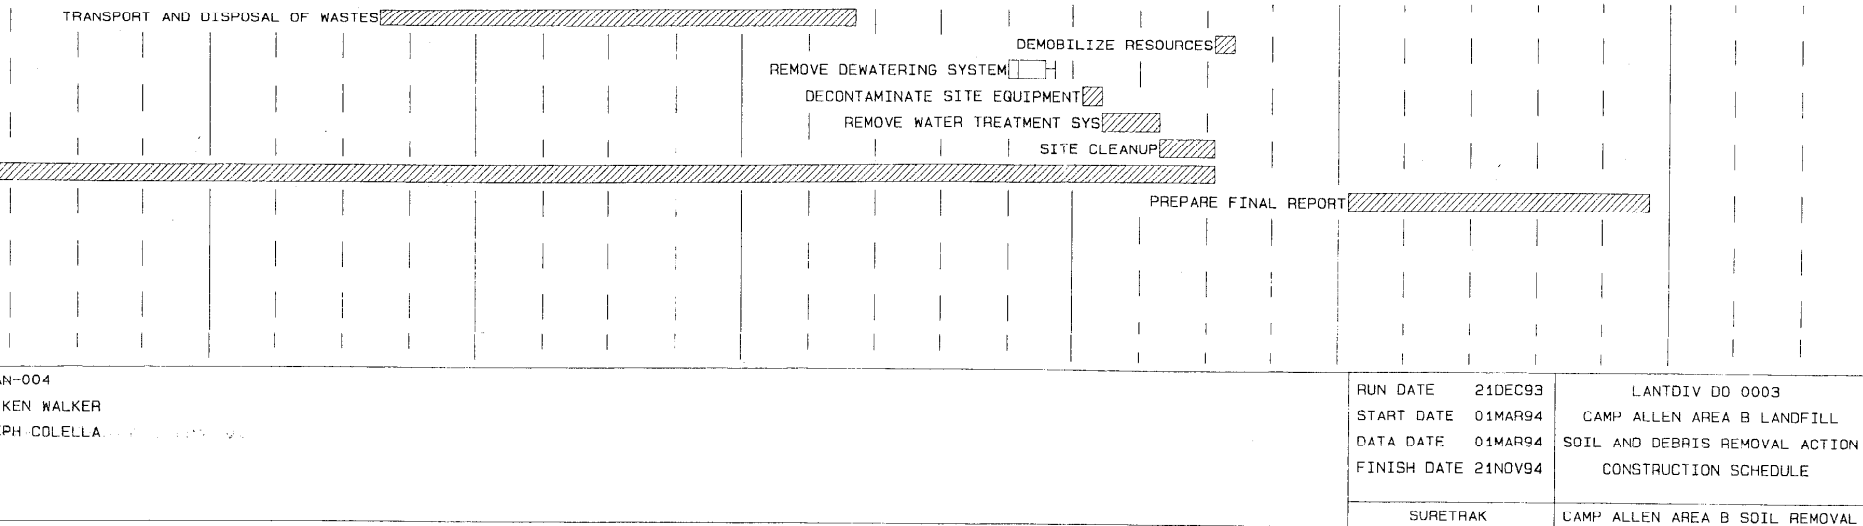 TRANSPORT AND DISPOSAL OF WASTES
DEMOBILIZE RESOURCES
REMOVE DEWATERING SYSTEM
DECONTAMINATE SITE EQUIPMENT
REMOVE WATER TREATMENT SYS
SITE CLEANUP
PREPARE FINAL REPORT
AN-004
KEN WALKER
EPH COLELLA
RUN DATE 21DEC93
START DATE 01MAR94
DATA DATE 01MAR94
FINISH DATE 21NOV94
SURETRAK
LANTDIV DO 0003
CAMP ALLEN AREA B LANDFILL
SOIL AND DEBRIS REMOVAL ACTION
CONSTRUCTION SCHEDULE
CAMP ALLEN AREA B SOIL REMOVAL